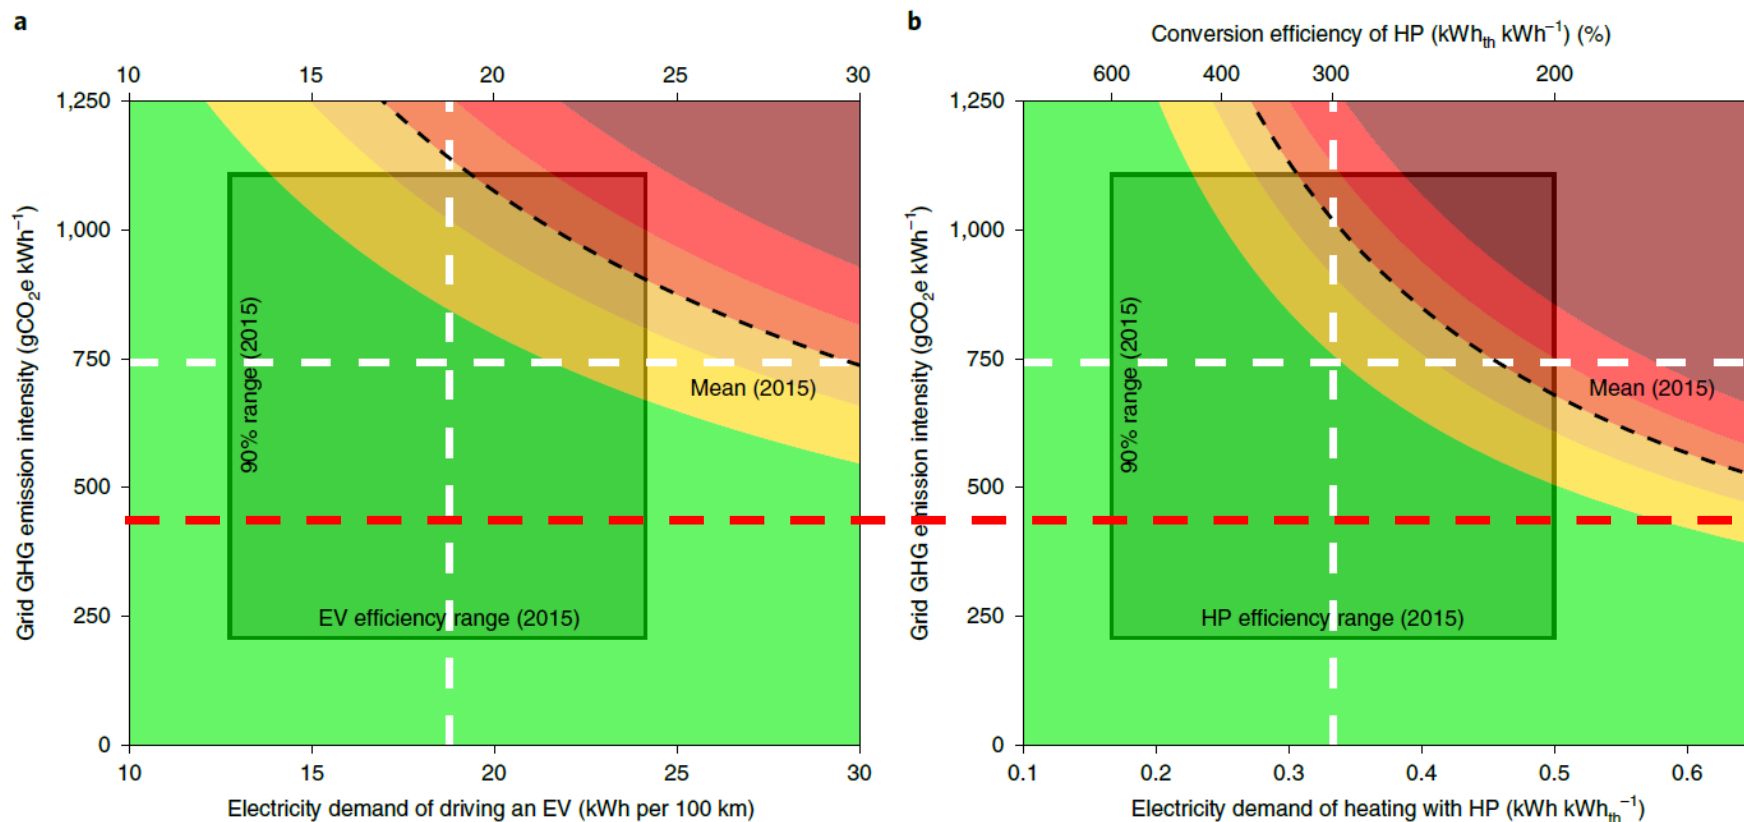 a
10 20 25 30
1,250
1,000
750
500
250
0
Grid GHG emission intensity (gCO₂e kWh⁻¹)
90% range (2015)
Mean (2015)
EV efficiency range (2015)
10 15 20 25 30
Electricity demand of driving an EV (kWh per 100 km)
b
Conversion efficiency of HP (kWhₜₕ kWh⁻¹) (%)
600 400 300 200
1,250
1,000
750
500
250
0
Grid GHG emission intensity (gCO₂e kWh⁻¹)
90% range (2015)
Mean (2015)
HP efficiency range (2015)
0.1 0.2 0.3 0.4 0.5 0.6
Electricity demand of heating with HP (kWh kWhₜₕ⁻¹)